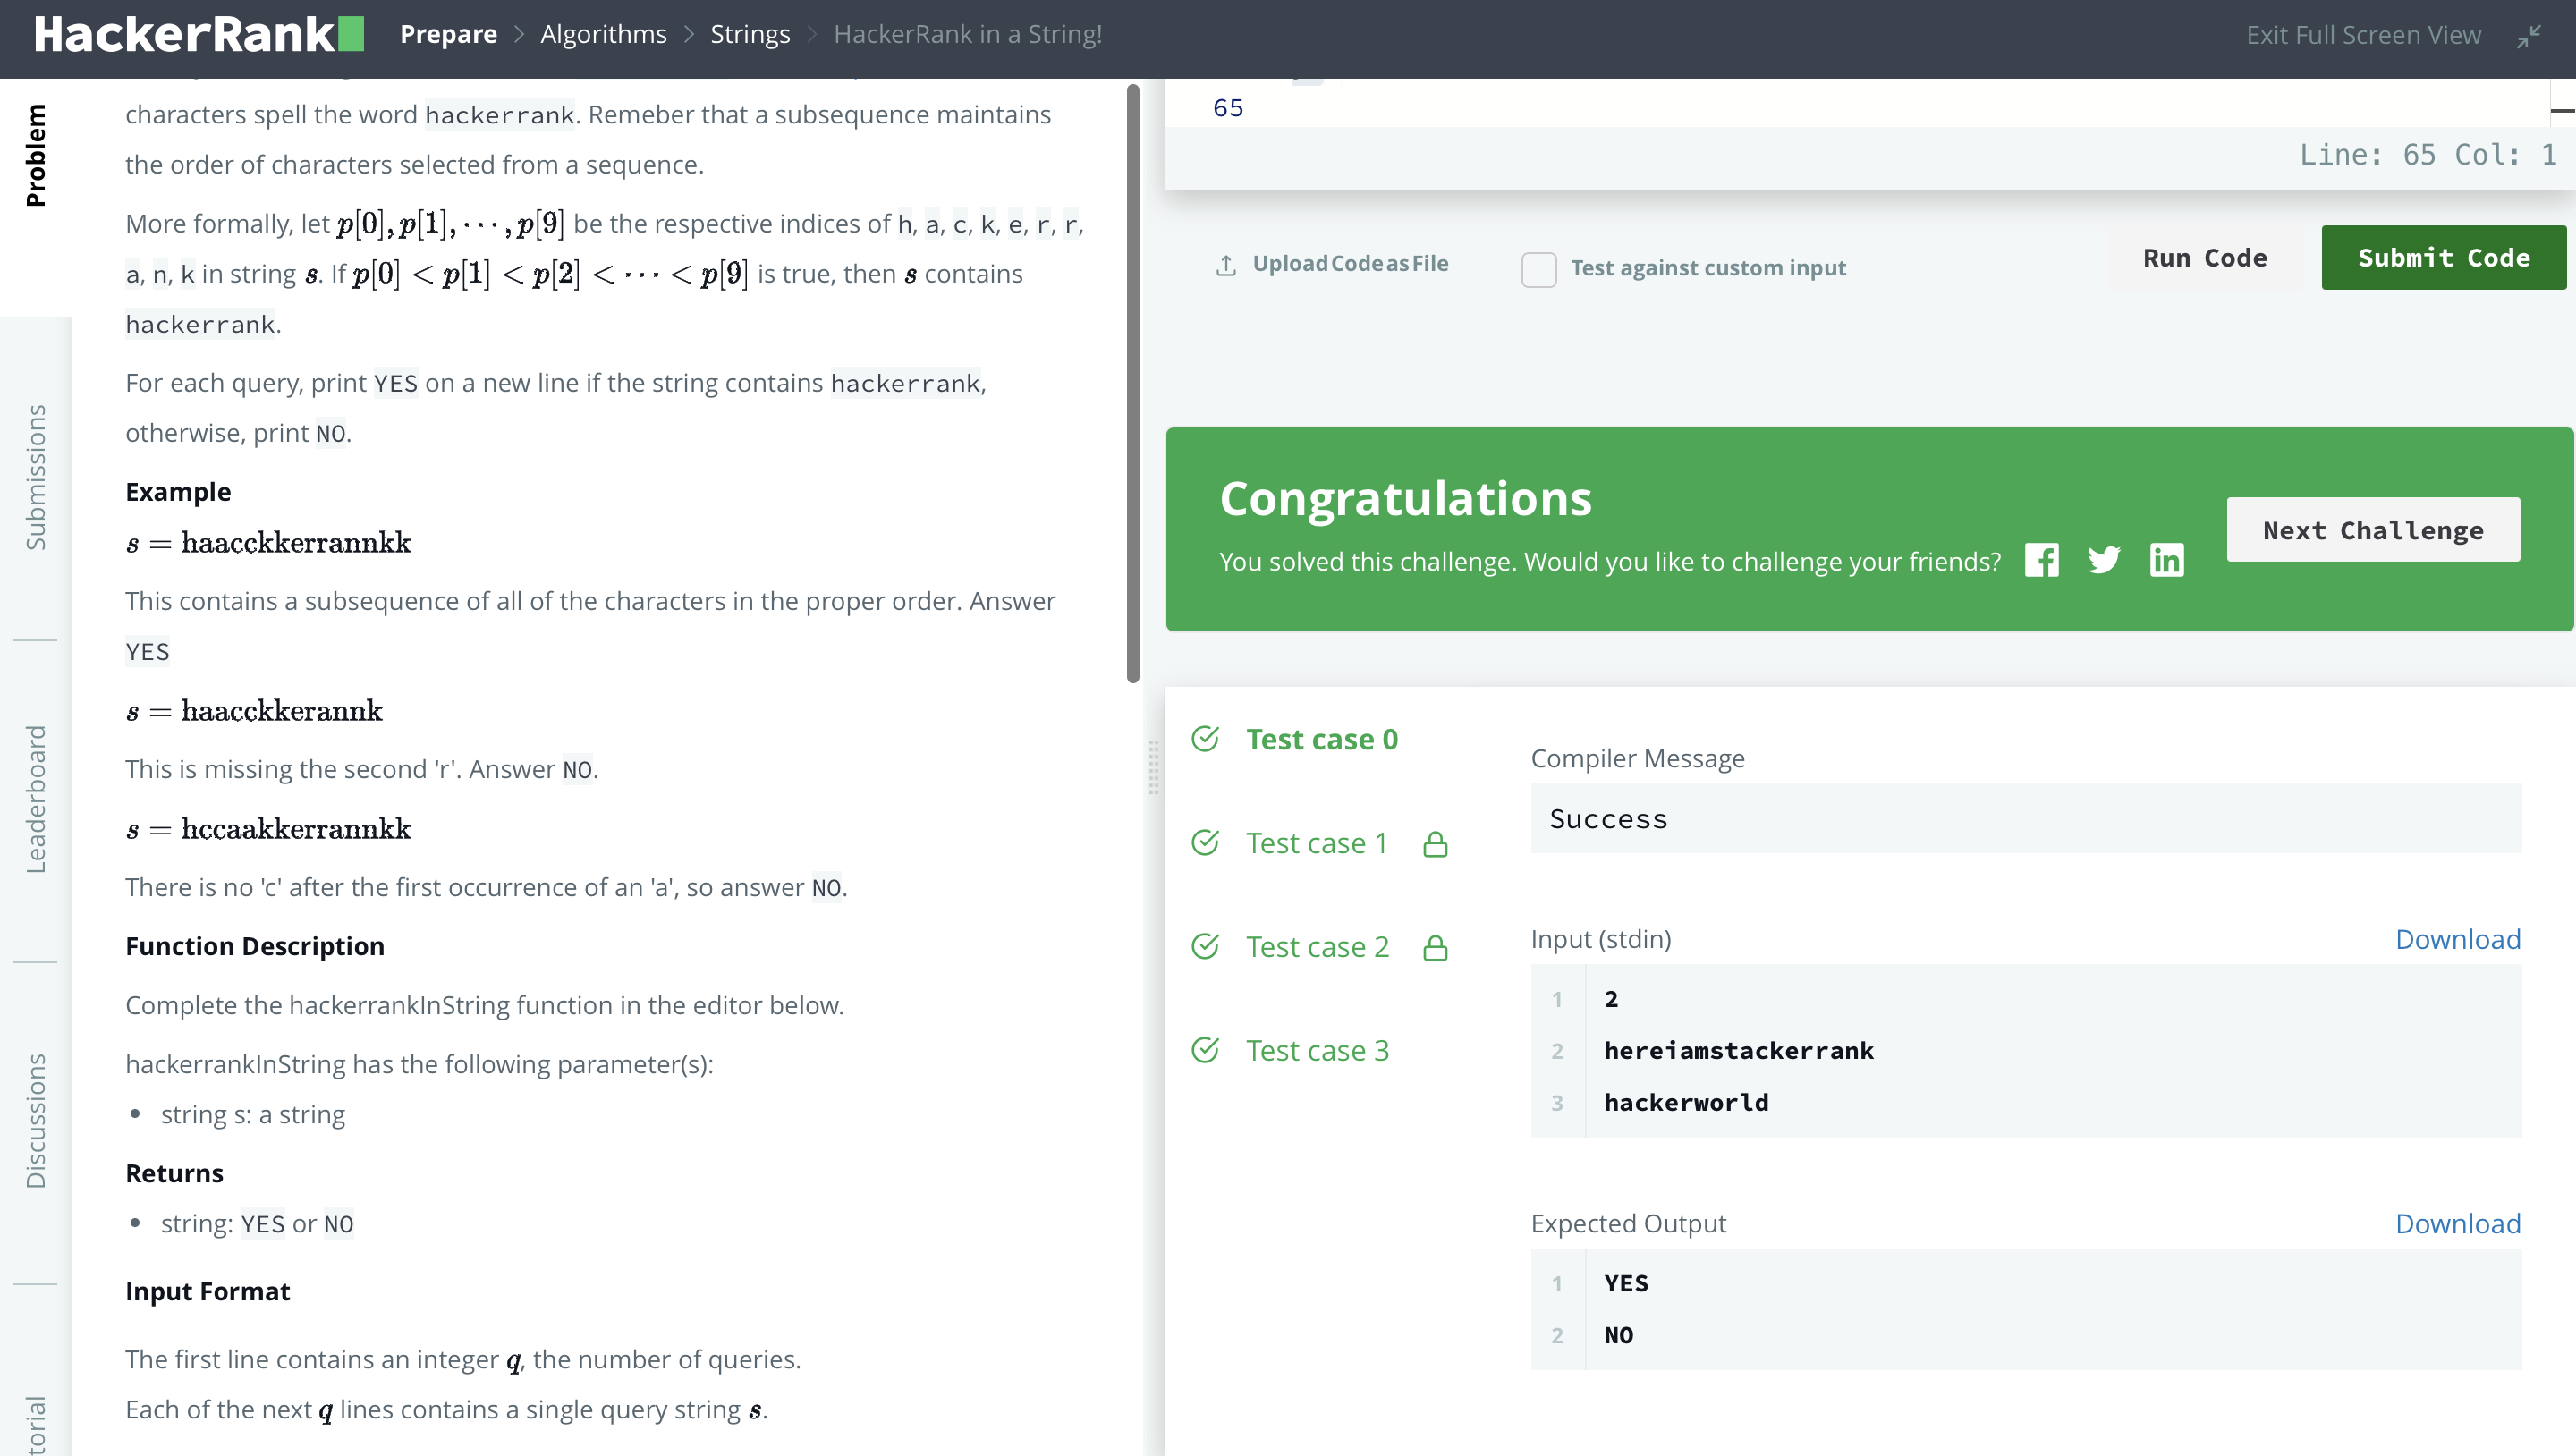 HackerRank
Prepare > Algorithms > Strings > HackerRank in a String!
Exit Full Screen View
Problem
Submissions
Leaderboard
Discussions
torial
characters spell the word hackerrank. Remeber that a subsequence maintains
the order of characters selected from a sequence.
More formally, let p[0], p[1], ⋯, p[9] be the respective indices of h, a, c, k, e, r, r,
a, n, k in string s. If p[0] < p[1] < p[2] < ⋯ < p[9] is true, then s contains
hackerrank.
For each query, print YES on a new line if the string contains hackerrank,
otherwise, print NO.
Example
s = haacckkerrannkk
This contains a subsequence of all of the characters in the proper order. Answer
YES
s = haacckkerannk
This is missing the second 'r'. Answer NO.
s = hccaakkerrannkk
There is no 'c' after the first occurrence of an 'a', so answer NO.
Function Description
Complete the hackerrankInString function in the editor below.
hackerrankInString has the following parameter(s):
• string s: a string
Returns
• string: YES or NO
Input Format
The first line contains an integer q, the number of queries.
Each of the next q lines contains a single query string s.
65
Line: 65 Col: 1
Upload Code as File
Test against custom input
Run Code
Submit Code
Congratulations
You solved this challenge. Would you like to challenge your friends?
Next Challenge
Test case 0
Test case 1
Test case 2
Test case 3
Compiler Message
Success
Input (stdin)
Download
1 2
2 hereiamstackerrank
3 hackerworld
Expected Output
Download
1 YES
2 NO